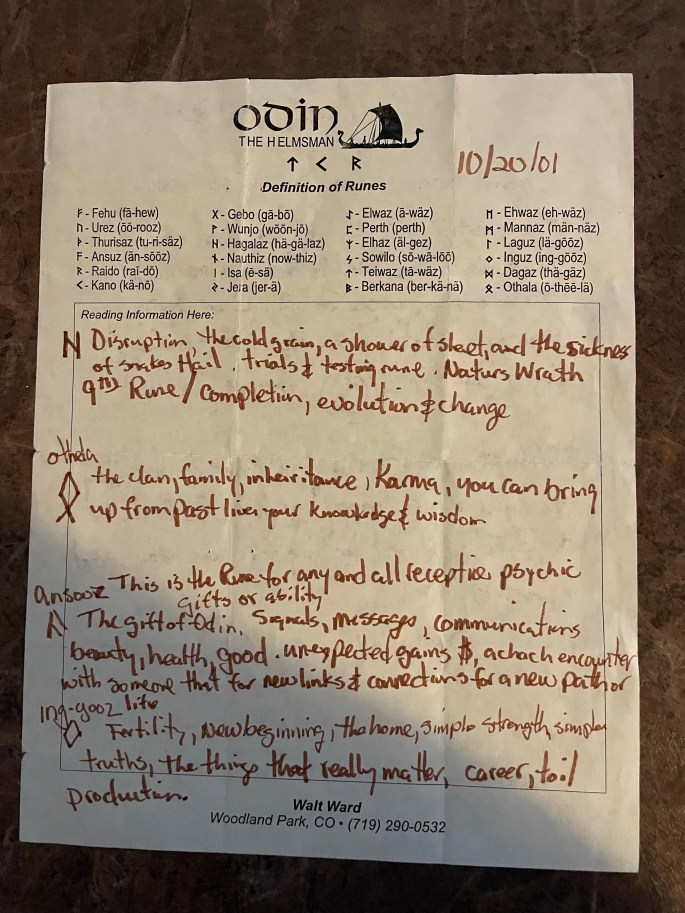 ODIN
THE HELMSMAN
ᛏ ᚲ ᚱ
10/20/01
Definition of Runes
ᚠ - Fehu (fā-hew)
ᚢ - Urez (ōō-rooz)
ᚦ - Thurisaz (tu-ri-säz)
ᚨ - Ansuz (än-sōōz)
ᚱ - Raido (raī-dō)
ᚲ - Kano (kä-nō)
ᚷ - Gebo (gā-bō)
ᚹ - Wunjo (wōōn-jō)
ᚺ - Hagalaz (hä-gä-laz)
ᚾ - Nauthiz (now-thiz)
ᛁ - Isa (ē-sä)
ᛃ - Jera (jer-ä)
ᛇ - Elwaz (ā-wäz)
ᛈ - Perth (perth)
ᛉ - Elhaz (äl-gez)
ᛋ - Sowilo (sō-wä-lōō)
ᛏ - Teiwaz (tā-wäz)
ᛒ - Berkana (ber-kä-nä)
ᛖ - Ehwaz (eh-wäz)
ᛗ - Mannaz (män-näz)
ᛚ - Laguz (lä-gōōz)
ᛜ - Inguz (ing-gōōz)
ᛞ - Dagaz (thä-gäz)
ᛟ - Othala (ō-thēē-lä)
Reading Information Here:
ᚺ Disruption, the cold grain, a shower of sleet, and the sickness
of snakes Hail. trials & testing rune. Naturs Wrath
9th Rune / completion, evolution & change
othela
ᛟ the clan, family, inheiritance, Karma, you can bring
up from past lives your knowledge & wisdom
ansooz This is the Rune for any and all receptive psychic
gifts or ability
ᚨ The gift of Odin. Signals, messages, communications
beauty, health, good. unexpected gains $, a chach encounter
with someone that for new links & connections for a new path or
life
Ing-gooz
ᛜ Fertility, New beginning, the home, simple strength, simple
truths, the things that really matter, career, toil
production.
Walt Ward
Woodland Park, CO • (719) 290-0532